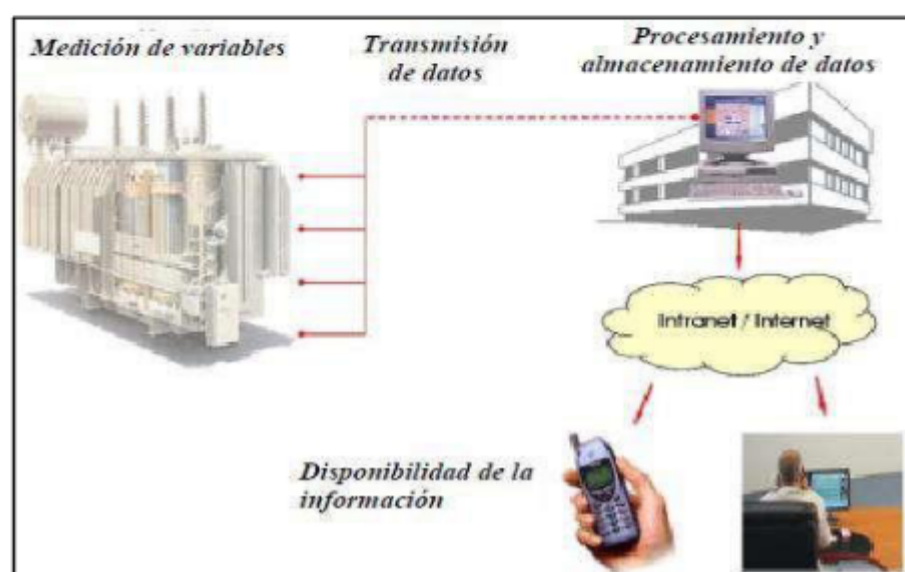 Medición de variables
Transmisión
de datos
Procesamiento y
almacenamiento de datos
Intranet / Internet
Disponibilidad de la
información